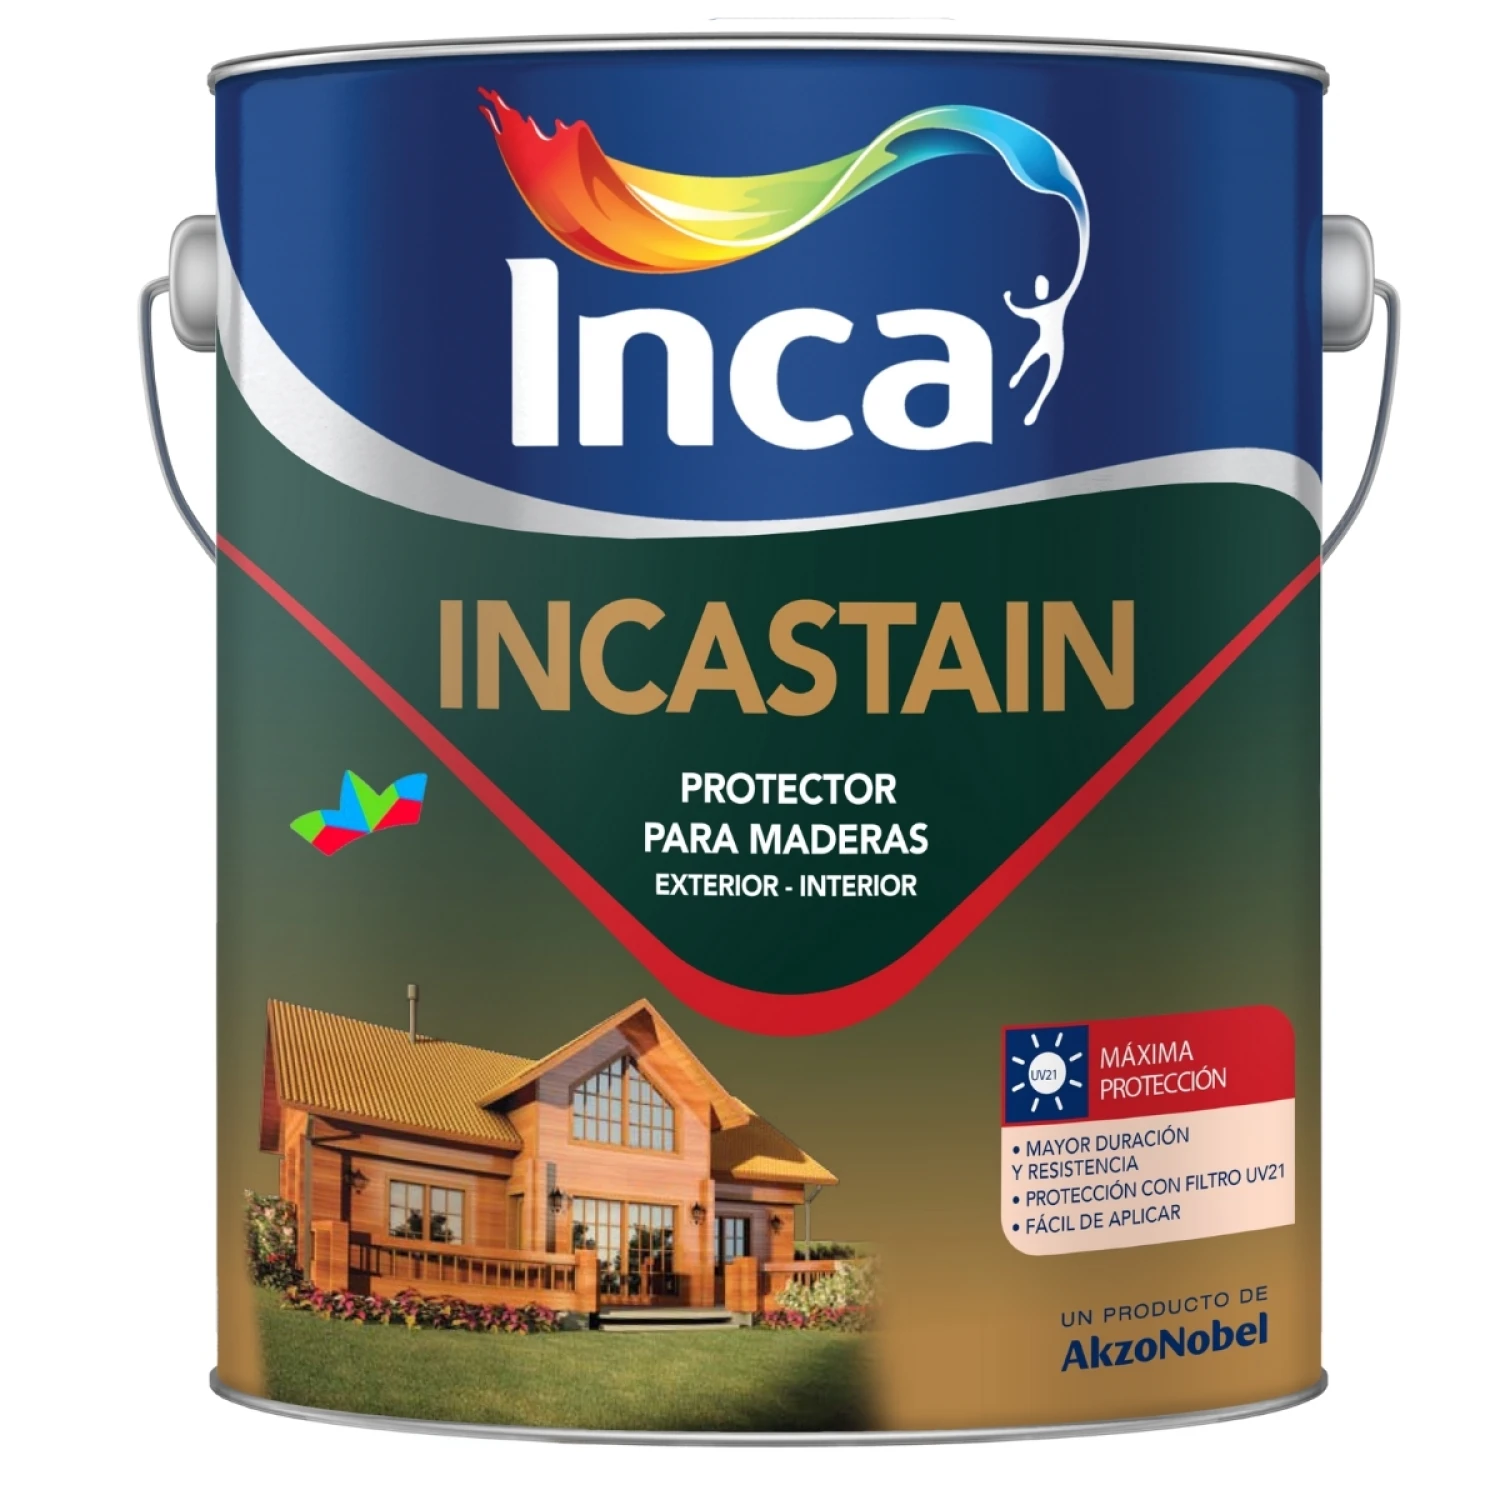 Inca
INCASTAIN
PROTECTOR
PARA MADERAS
EXTERIOR - INTERIOR
UV21
MÁXIMA
PROTECCIÓN
• MAYOR DURACIÓN
Y RESISTENCIA
• PROTECCIÓN CON FILTRO UV21
• FÁCIL DE APLICAR
UN PRODUCTO DE
AkzoNobel